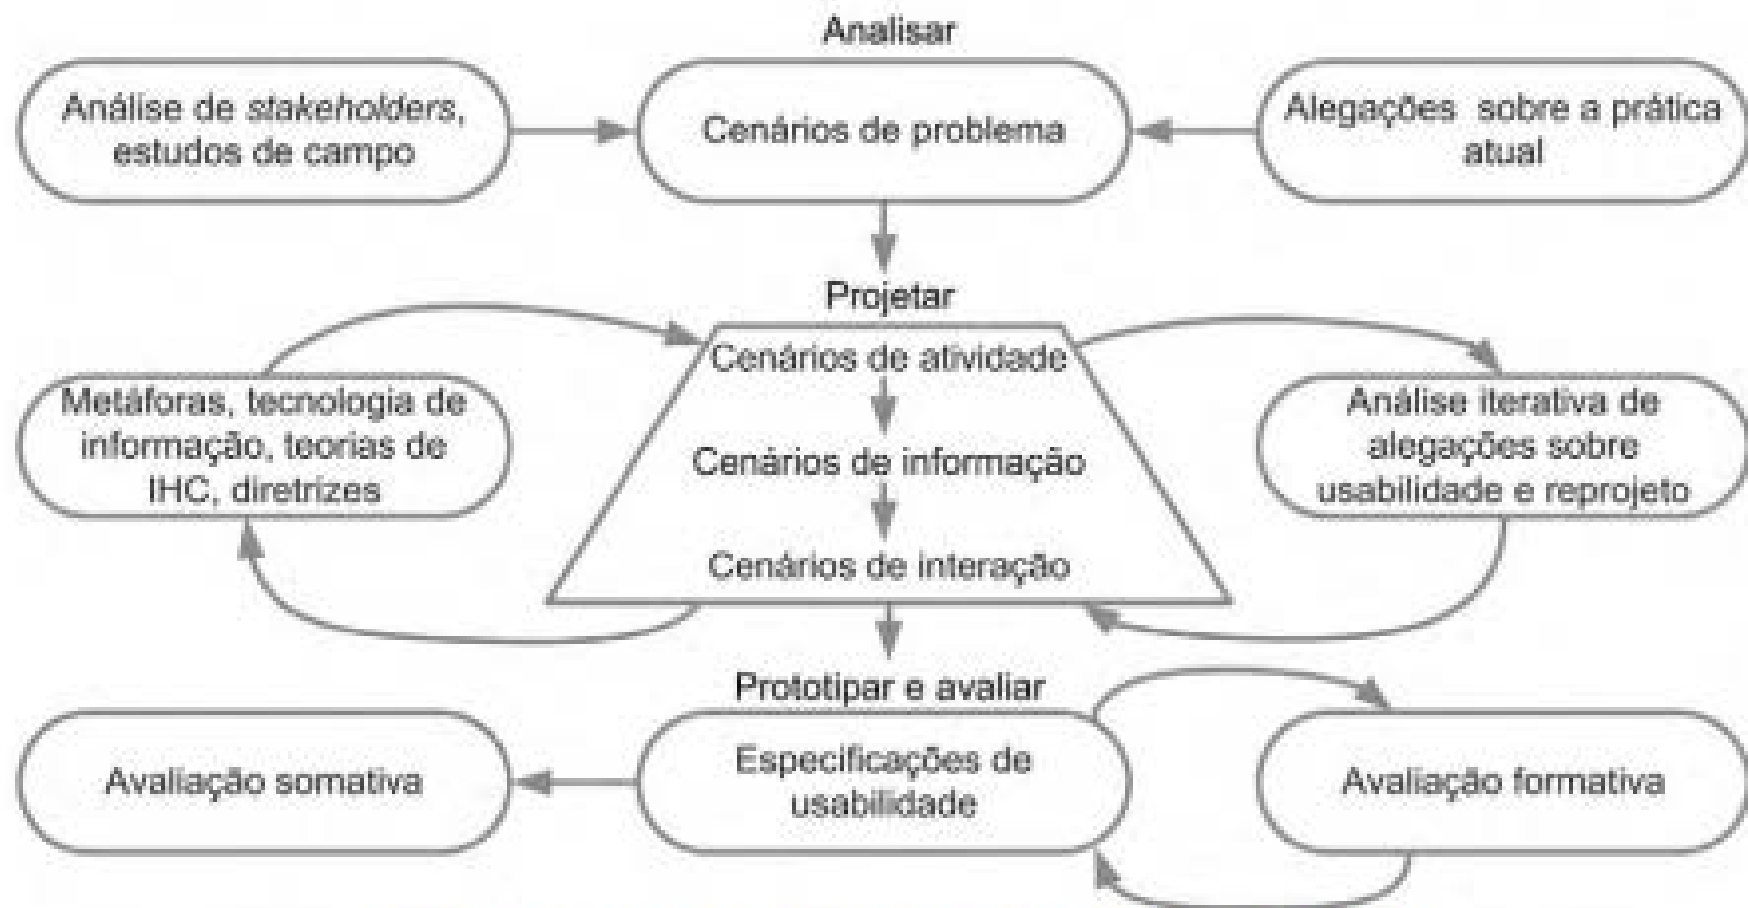 Analisar
Análise de stakeholders,
estudos de campo
Cenários de problema
Alegações sobre a prática
atual
Projetar
Metáforas, tecnologia de
informação, teorias de
IHC, diretrizes
Cenários de atividade
Cenários de informação
Cenários de interação
Análise iterativa de
alegações sobre
usabilidade e reprojeto
Prototipar e avaliar
Avaliação somativa
Especificações de
usabilidade
Avaliação formativa